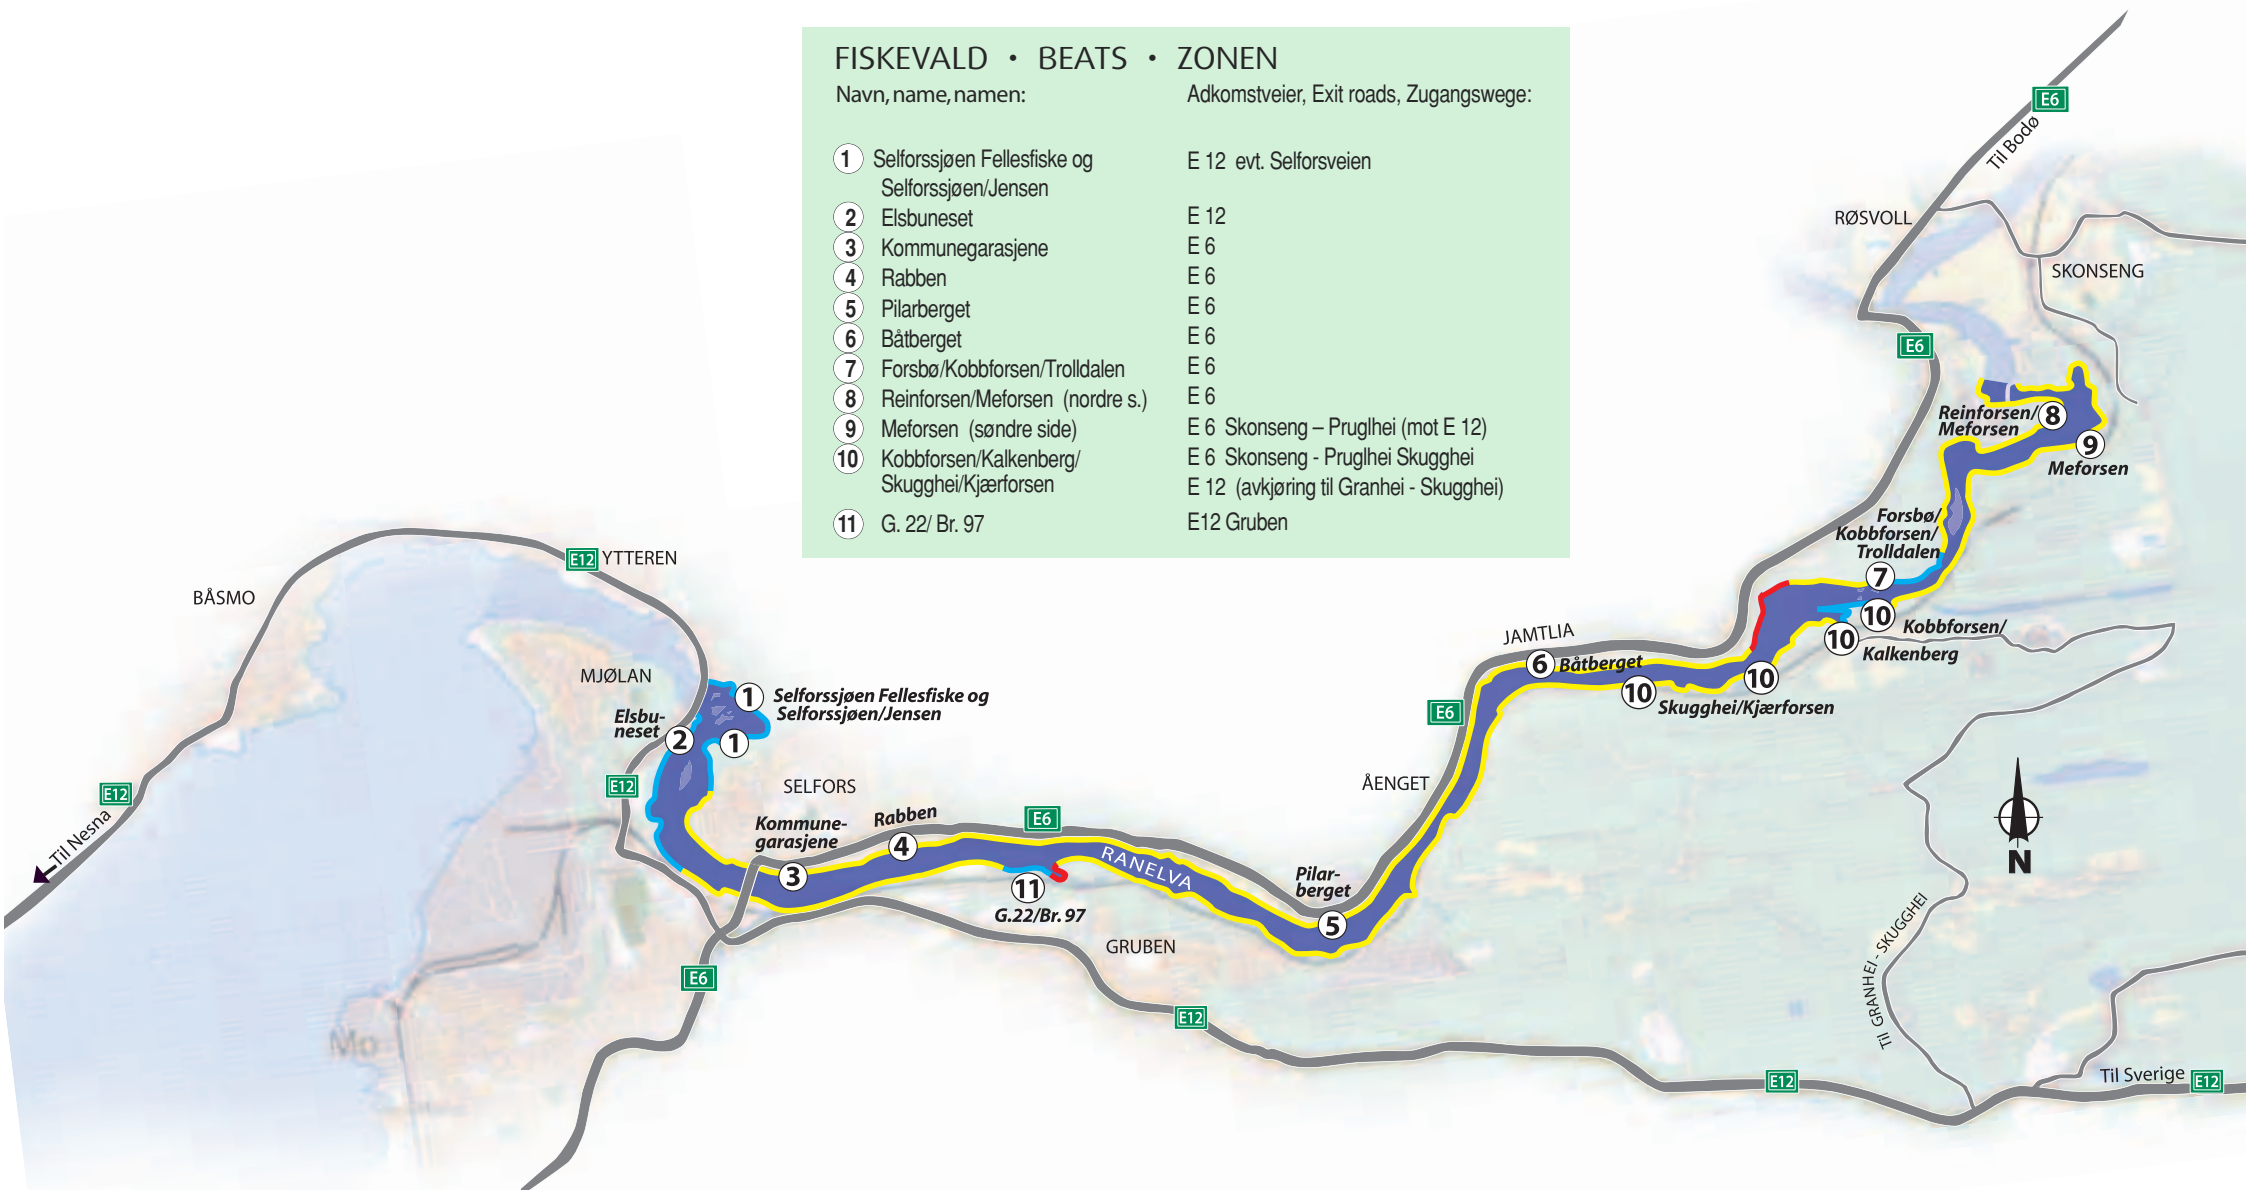 FISKEVALD • BEATS • ZONEN
Navn, name, namen: Adkomstveier, Exit roads, Zugangswege:
1 Selforssjøen Fellesfiske og E 12 evt. Selforsveien
Selforssjøen/Jensen
2 Elsbuneset E 12
3 Kommunegarasjene E 6
4 Rabben E 6
5 Pilarberget E 6
6 Båtberget E 6
7 Forsbø/Kobbforsen/Trolldalen E 6
8 Reinforsen/Meforsen (nordre s.) E 6
9 Meforsen (søndre side) E 6 Skonseng – Pruglhei (mot E 12)
10 Kobbforsen/Kalkenberg/ E 6 Skonseng - Pruglhei Skugghei
Skugghei/Kjærforsen E 12 (avkjøring til Granhei - Skugghei)
11 G. 22/ Br. 97 E12 Gruben
E6
Til Bodø
RØSVOLL
SKONSENG
E6
Reinforsen/
Meforsen
8
9
Meforsen
Forsbø/
Kobbforsen/
Trolldalen
7
10
Kobbforsen/
10
Kalkenberg
JAMTLIA
6 Båtberget
10
10
Skugghei/Kjærforsen
E6
ÅENGET
E12 YTTEREN
BÅSMO
MJØLAN
1 Selforssjøen Fellesfiske og
Selforssjøen/Jensen
Elsbu-
neset
2
1
E12
E12
Til Nesna
SELFORS
Kommune-
garasjene
3
Rabben
4
E6
RANELVA
11
G.22/Br. 97
Pilar-
berget
5
GRUBEN
E6
E12
Mo
N
Til GRANHEI - SKUGGHEI
E12
Til Sverige E12